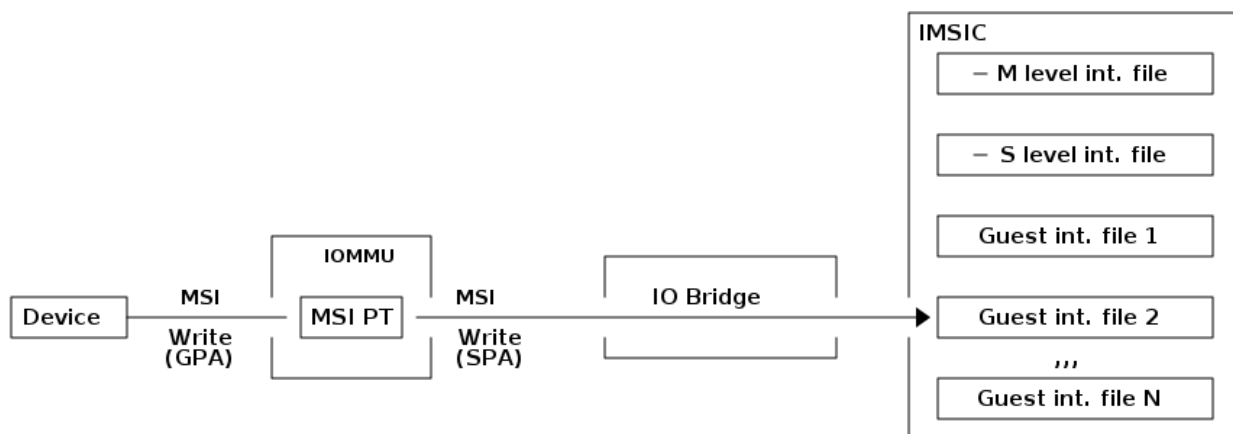 IMSIC
− M level int. file
− S level int. file
Guest int. file 1
IOMMU
MSI
MSI
IO Bridge
Device
MSI PT
Guest int. file 2
Write
(GPA)
Write
(SPA)
,,,
Guest int. file N